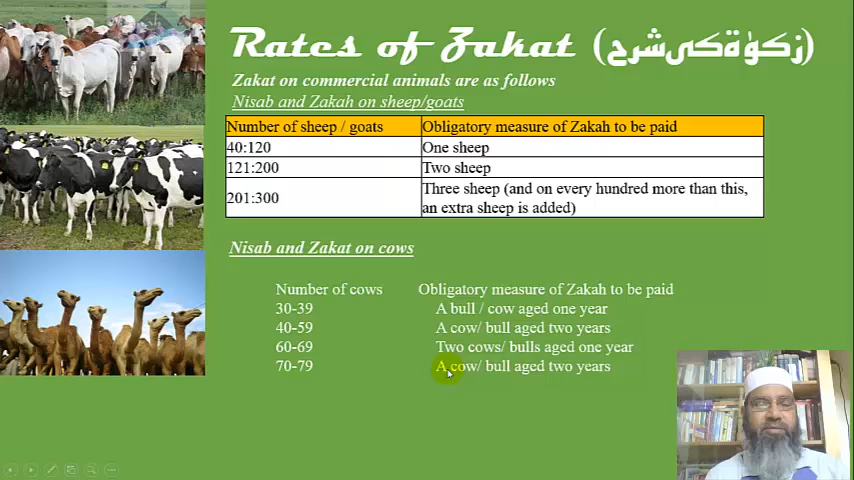 Rates of Zakat (زکوٰۃکیشرح)
Zakat on commercial animals are as follows
Nisab and Zakah on sheep/goats
Number of sheep / goats Obligatory measure of Zakah to be paid
40:120 One sheep
121:200 Two sheep
201:300 Three sheep (and on every hundred more than this,
an extra sheep is added)
Nisab and Zakat on cows
Number of cows Obligatory measure of Zakah to be paid
30-39 A bull / cow aged one year
40-59 A cow/ bull aged two years
60-69 Two cows/ bulls aged one year
70-79 A cow/ bull aged two years